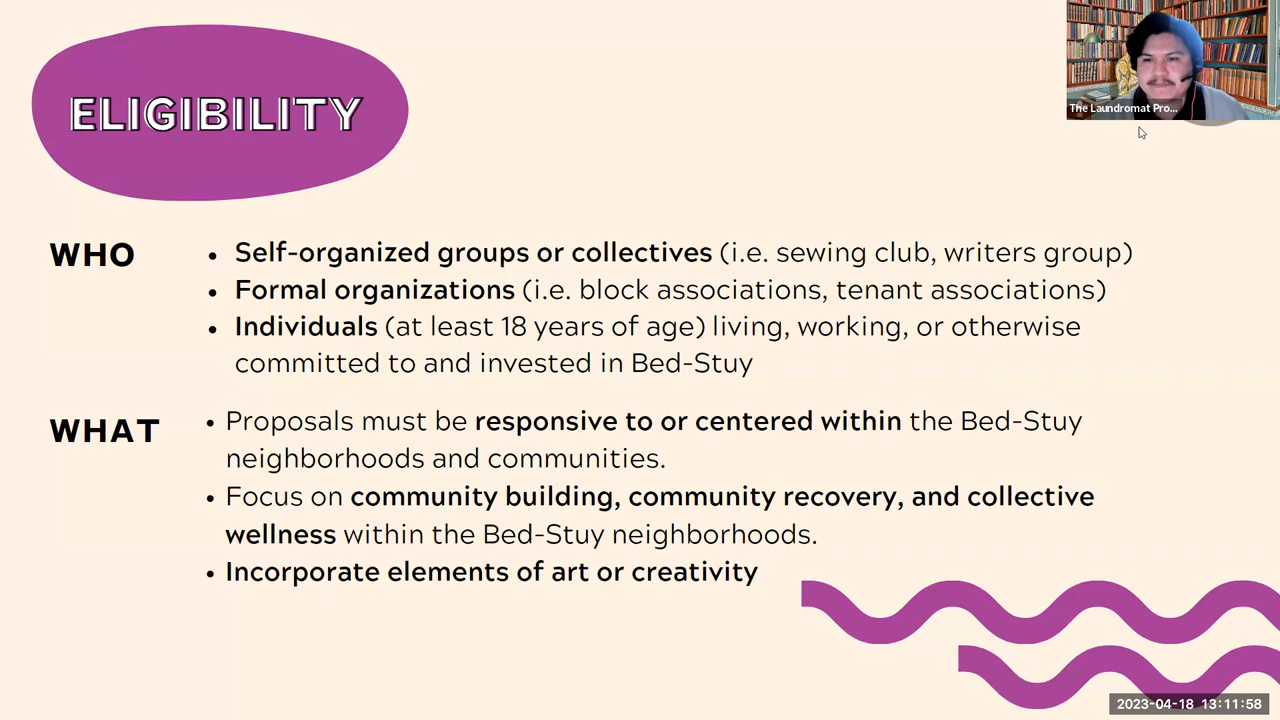 ELIGIBILITY
The Laundromat Pro...
WHO
• Self-organized groups or collectives (i.e. sewing club, writers group)
• Formal organizations (i.e. block associations, tenant associations)
• Individuals (at least 18 years of age) living, working, or otherwise
committed to and invested in Bed-Stuy
WHAT
• Proposals must be responsive to or centered within the Bed-Stuy
neighborhoods and communities.
• Focus on community building, community recovery, and collective
wellness within the Bed-Stuy neighborhoods.
• Incorporate elements of art or creativity
2023-04-18 13:11:58